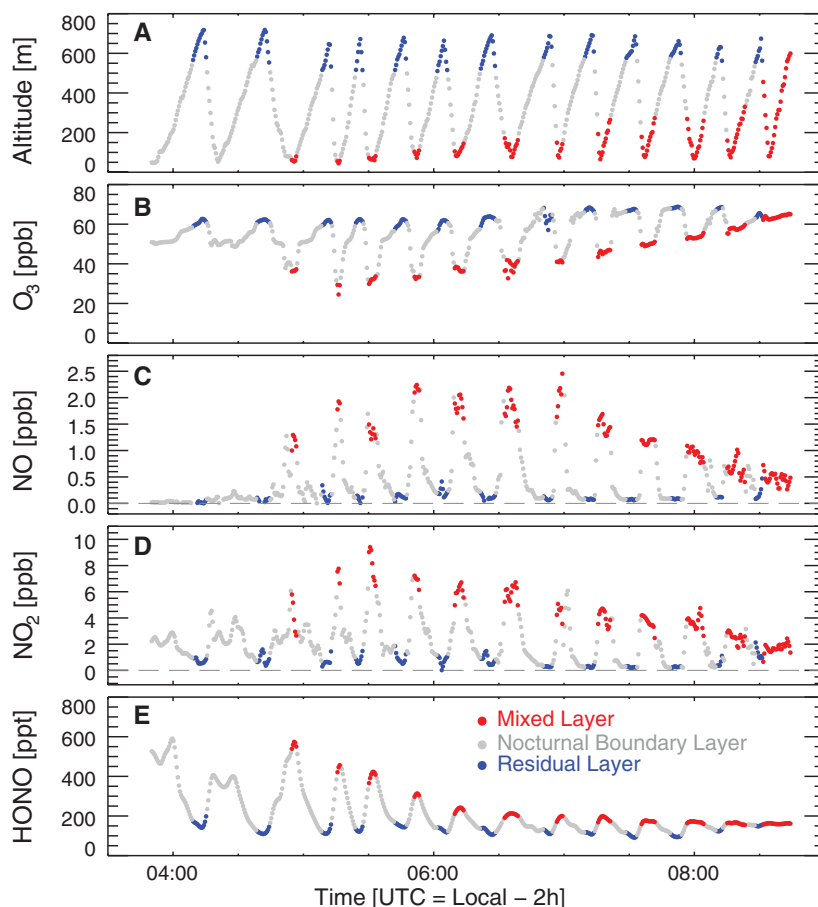 A
Altitude [m]
800
600
400
200
0
B
O₃ [ppb]
80
60
40
20
0
C
NO [ppb]
2.5
2.0
1.5
1.0
0.5
0.0
D
NO₂ [ppb]
10
8
6
4
2
0
E
HONO [ppt]
800
600
400
200
0
Mixed Layer
Nocturnal Boundary Layer
Residual Layer
04:00 06:00 08:00
Time [UTC = Local – 2h]